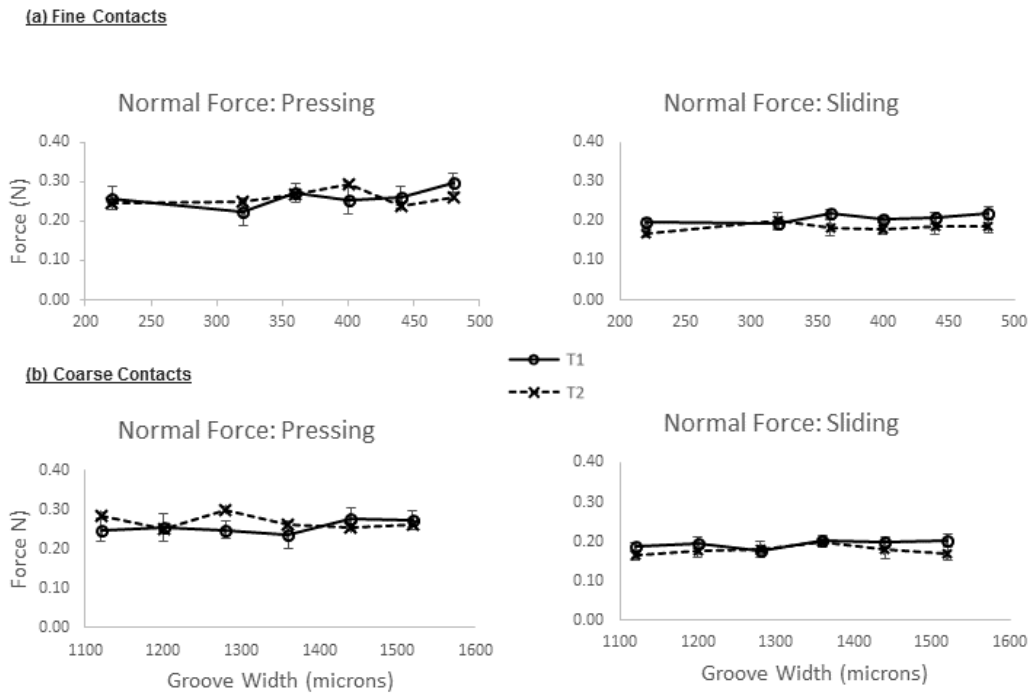 (a) Fine Contacts
Normal Force: Pressing
Normal Force: Sliding
0.40
0.30
0.20
0.10
0.00
Force (N)
200 250 300 350 400 450 500
0.40
0.30
0.20
0.10
0.00
200 250 300 350 400 450 500
T1
T2
(b) Coarse Contacts
Normal Force: Pressing
Normal Force: Sliding
0.40
0.30
0.20
0.10
0.00
Force N)
1100 1200 1300 1400 1500 1600
Groove Width (microns)
0.40
0.30
0.20
0.10
0.00
1100 1200 1300 1400 1500 1600
Groove Width (microns)